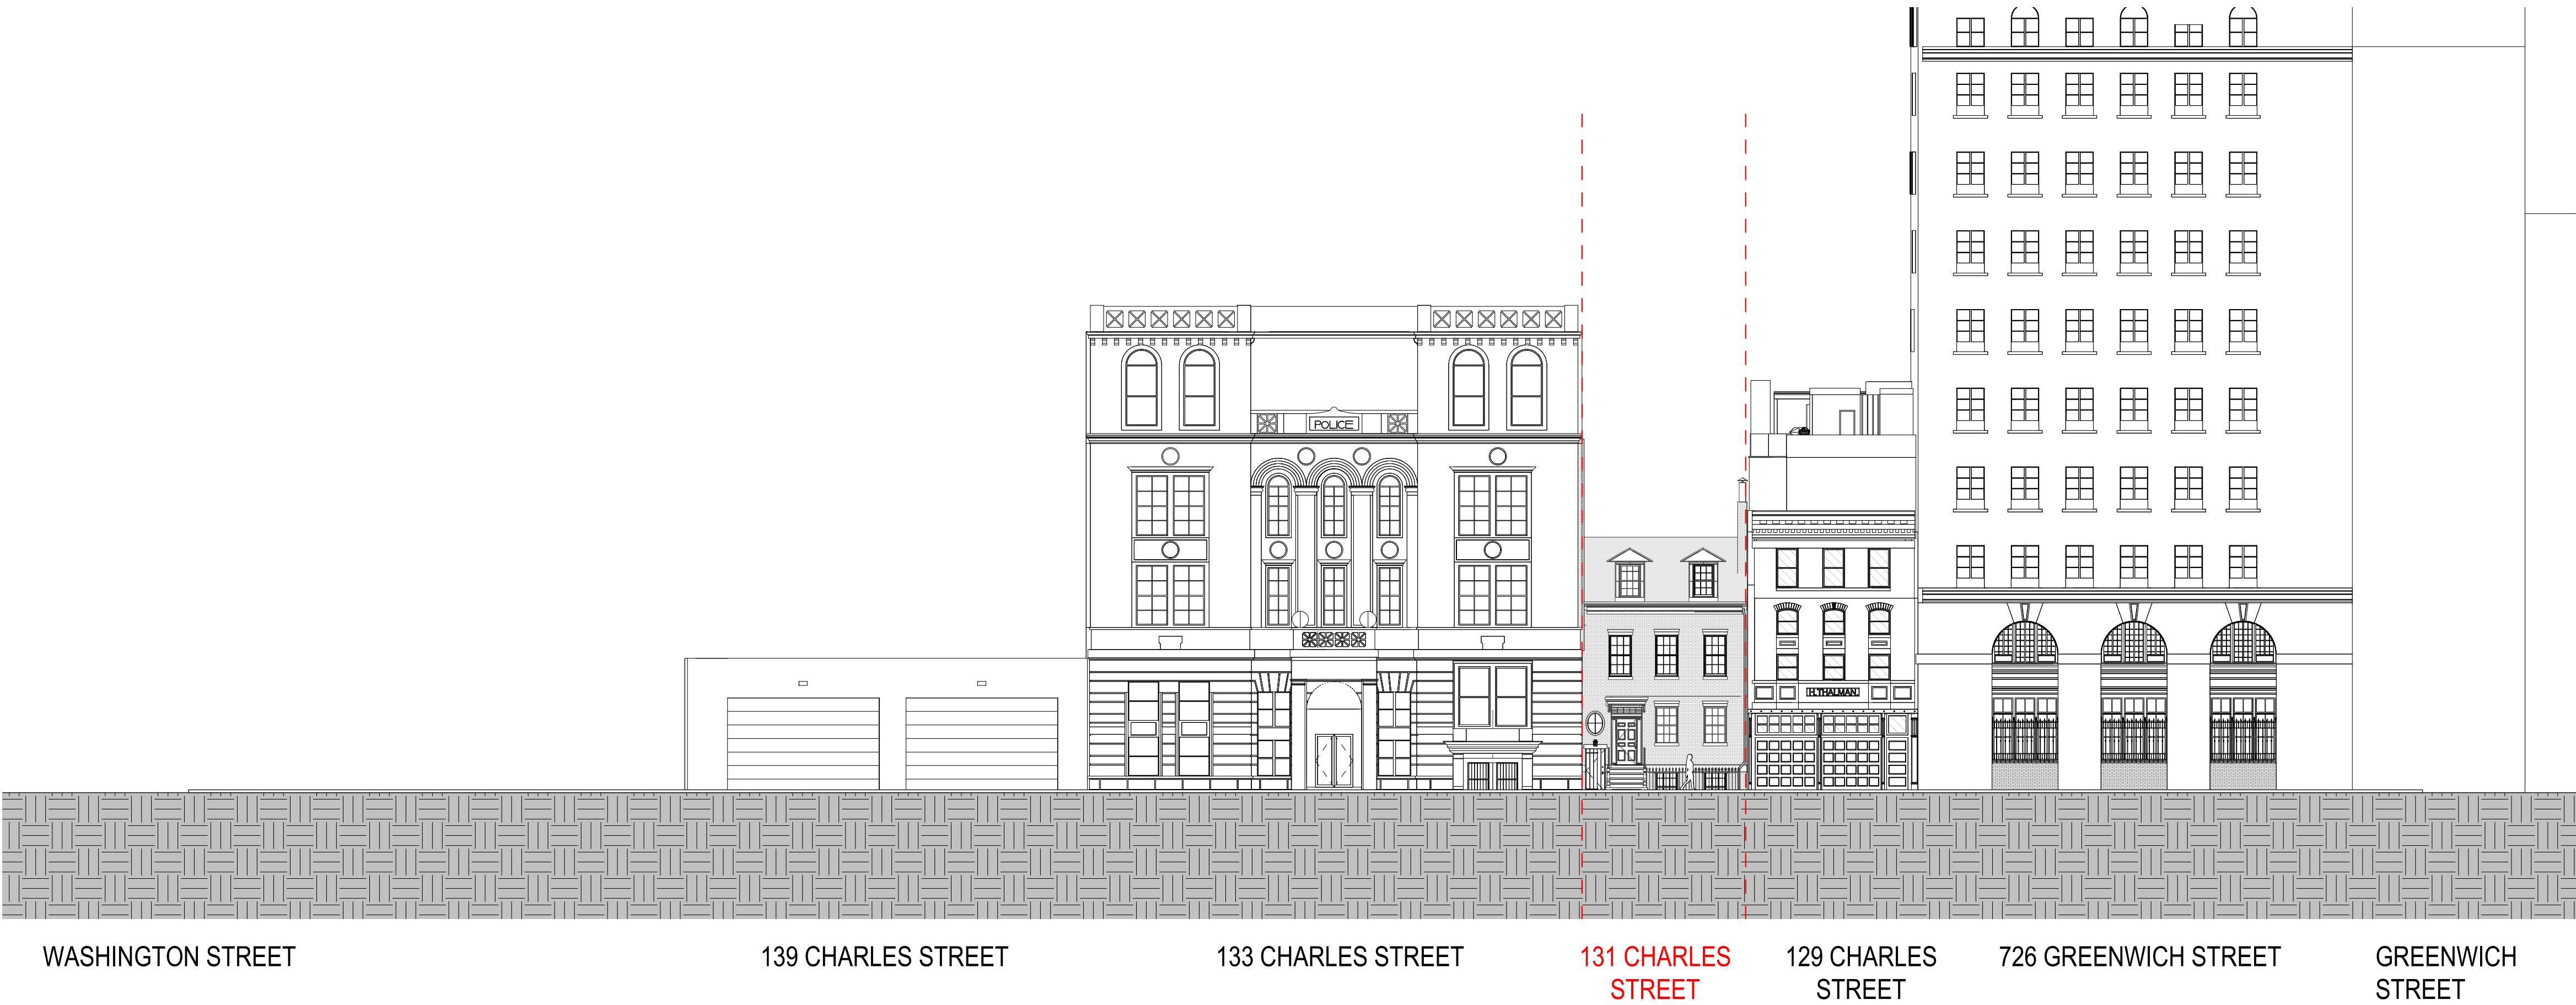 POLICE
H.THALMAN.
WASHINGTON STREET
139 CHARLES STREET
133 CHARLES STREET
131 CHARLES
STREET
129 CHARLES
STREET
726 GREENWICH STREET
GREENWICH
STREET